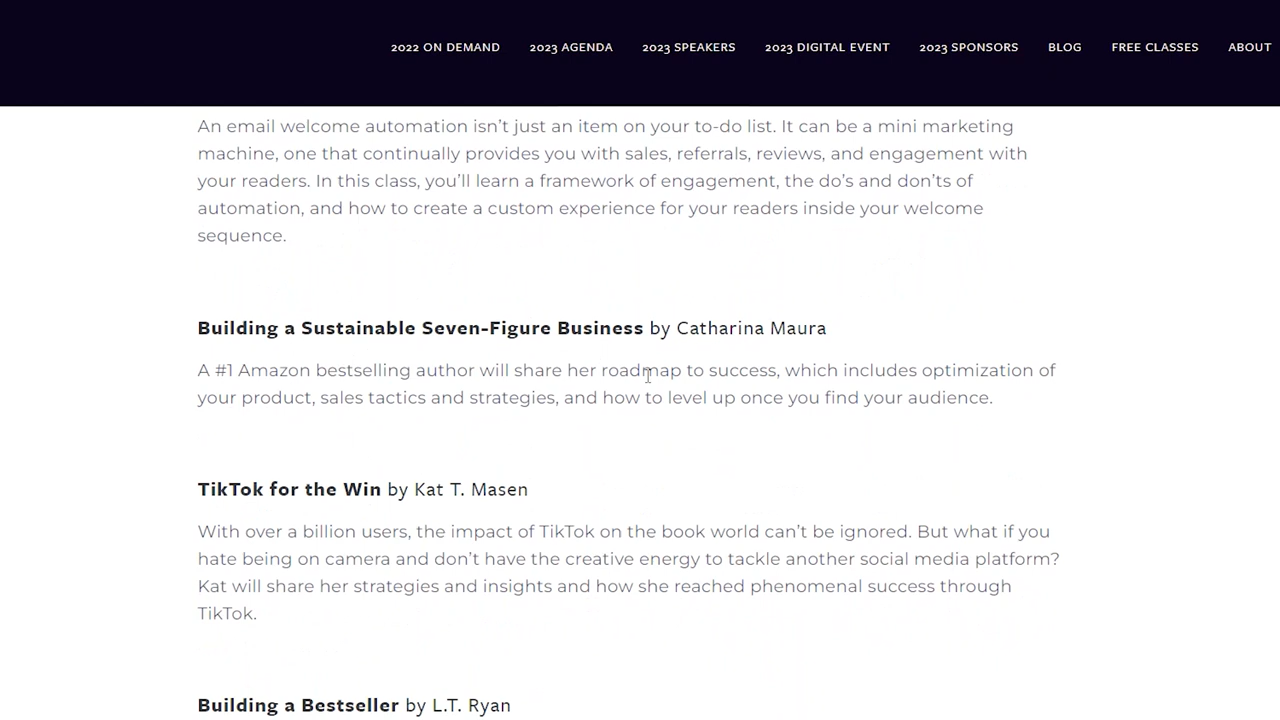 2022 ON DEMAND 2023 AGENDA 2023 SPEAKERS 2023 DIGITAL EVENT 2023 SPONSORS BLOG FREE CLASSES ABOUT
An email welcome automation isn’t just an item on your to-do list. It can be a mini marketing
machine, one that continually provides you with sales, referrals, reviews, and engagement with
your readers. In this class, you’ll learn a framework of engagement, the do’s and don’ts of
automation, and how to create a custom experience for your readers inside your welcome
sequence.
Building a Sustainable Seven-Figure Business by Catharina Maura
A #1 Amazon bestselling author will share her roadmap to success, which includes optimization of
your product, sales tactics and strategies, and how to level up once you find your audience.
TikTok for the Win by Kat T. Masen
With over a billion users, the impact of TikTok on the book world can’t be ignored. But what if you
hate being on camera and don’t have the creative energy to tackle another social media platform?
Kat will share her strategies and insights and how she reached phenomenal success through
TikTok.
Building a Bestseller by L.T. Ryan